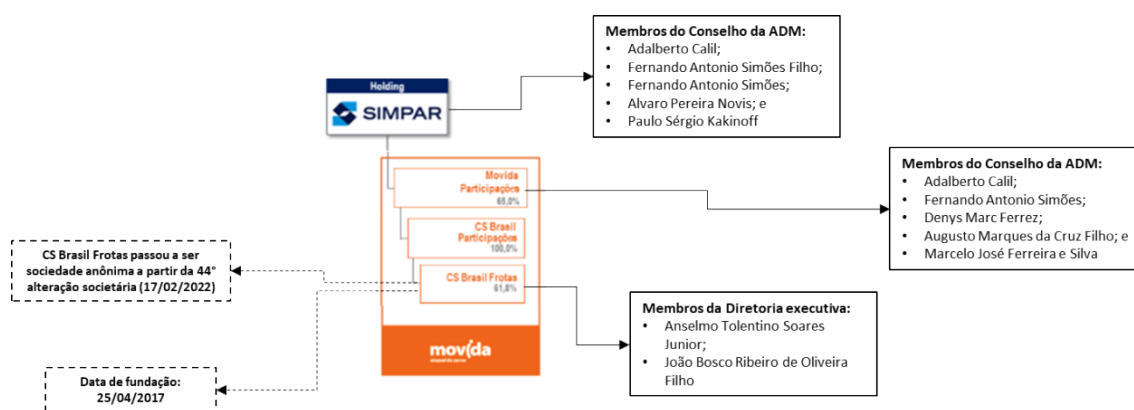 Membros do Conselho da ADM:
• Adalberto Calil;
• Fernando Antonio Simões Filho;
• Fernando Antonio Simões;
• Alvaro Pereira Novis; e
• Paulo Sérgio Kakinoff
Holding
SIMPAR
Movida
Participações
65,0%
CS Brasil
Participações
100,0%
CS Brasil Frotas
61,8%
movida
Membros do Conselho da ADM:
• Adalberto Calil;
• Fernando Antonio Simões;
• Denys Marc Ferrez;
• Augusto Marques da Cruz Filho; e
• Marcelo José Ferreira e Silva
CS Brasil Frotas passou a ser
sociedade anônima a partir da 44°
alteração societária (17/02/2022)
Membros da Diretoria executiva:
• Anselmo Tolentino Soares
Junior;
• João Bosco Ribeiro de Oliveira
Filho
Data de fundação:
25/04/2017